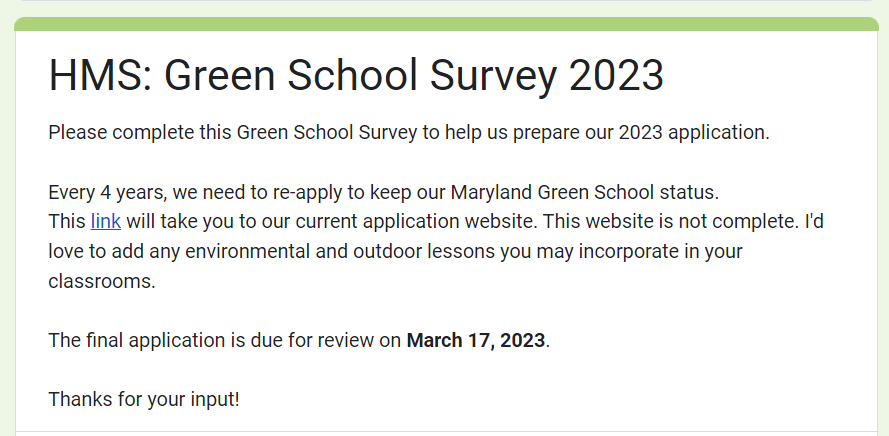 HMS: Green School Survey 2023
Please complete this Green School Survey to help us prepare our 2023 application.
Every 4 years, we need to re-apply to keep our Maryland Green School status.
This link will take you to our current application website. This website is not complete. I'd
love to add any environmental and outdoor lessons you may incorporate in your
classrooms.
The final application is due for review on March 17, 2023.
Thanks for your input!